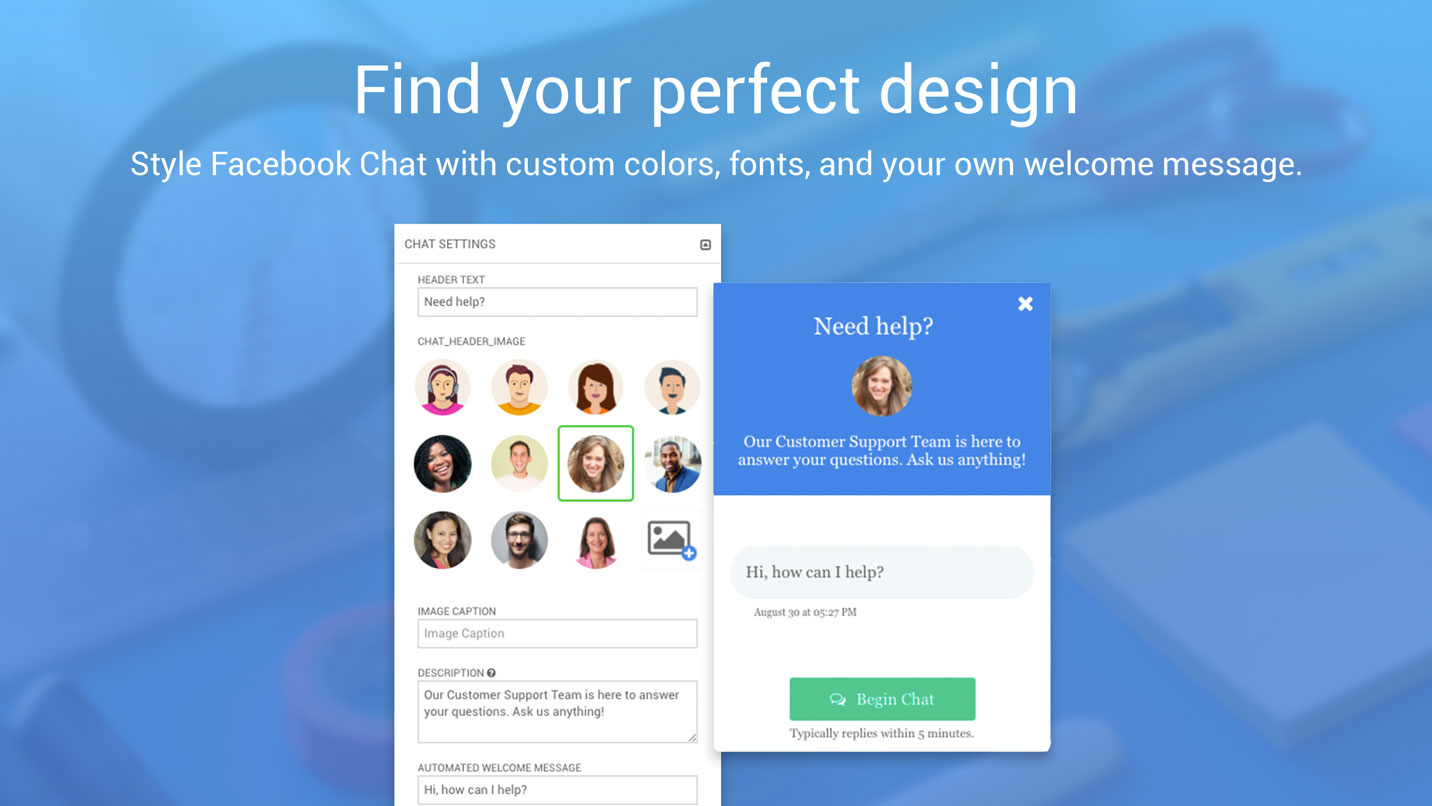 Find your perfect design
Style Facebook Chat with custom colors, fonts, and your own welcome message.
CHAT SETTINGS
HEADER TEXT
Need help?
CHAT_HEADER_IMAGE
IMAGE CAPTION
Image Caption
DESCRIPTION
Our Customer Support Team is here to answer
your questions. Ask us anything!
AUTOMATED WELCOME MESSAGE
Hi, how can I help?
Need help?
Our Customer Support Team is here to
answer your questions. Ask us anything!
Hi, how can I help?
August 30 at 05:27 PM
Begin Chat
Typically replies within 5 minutes.